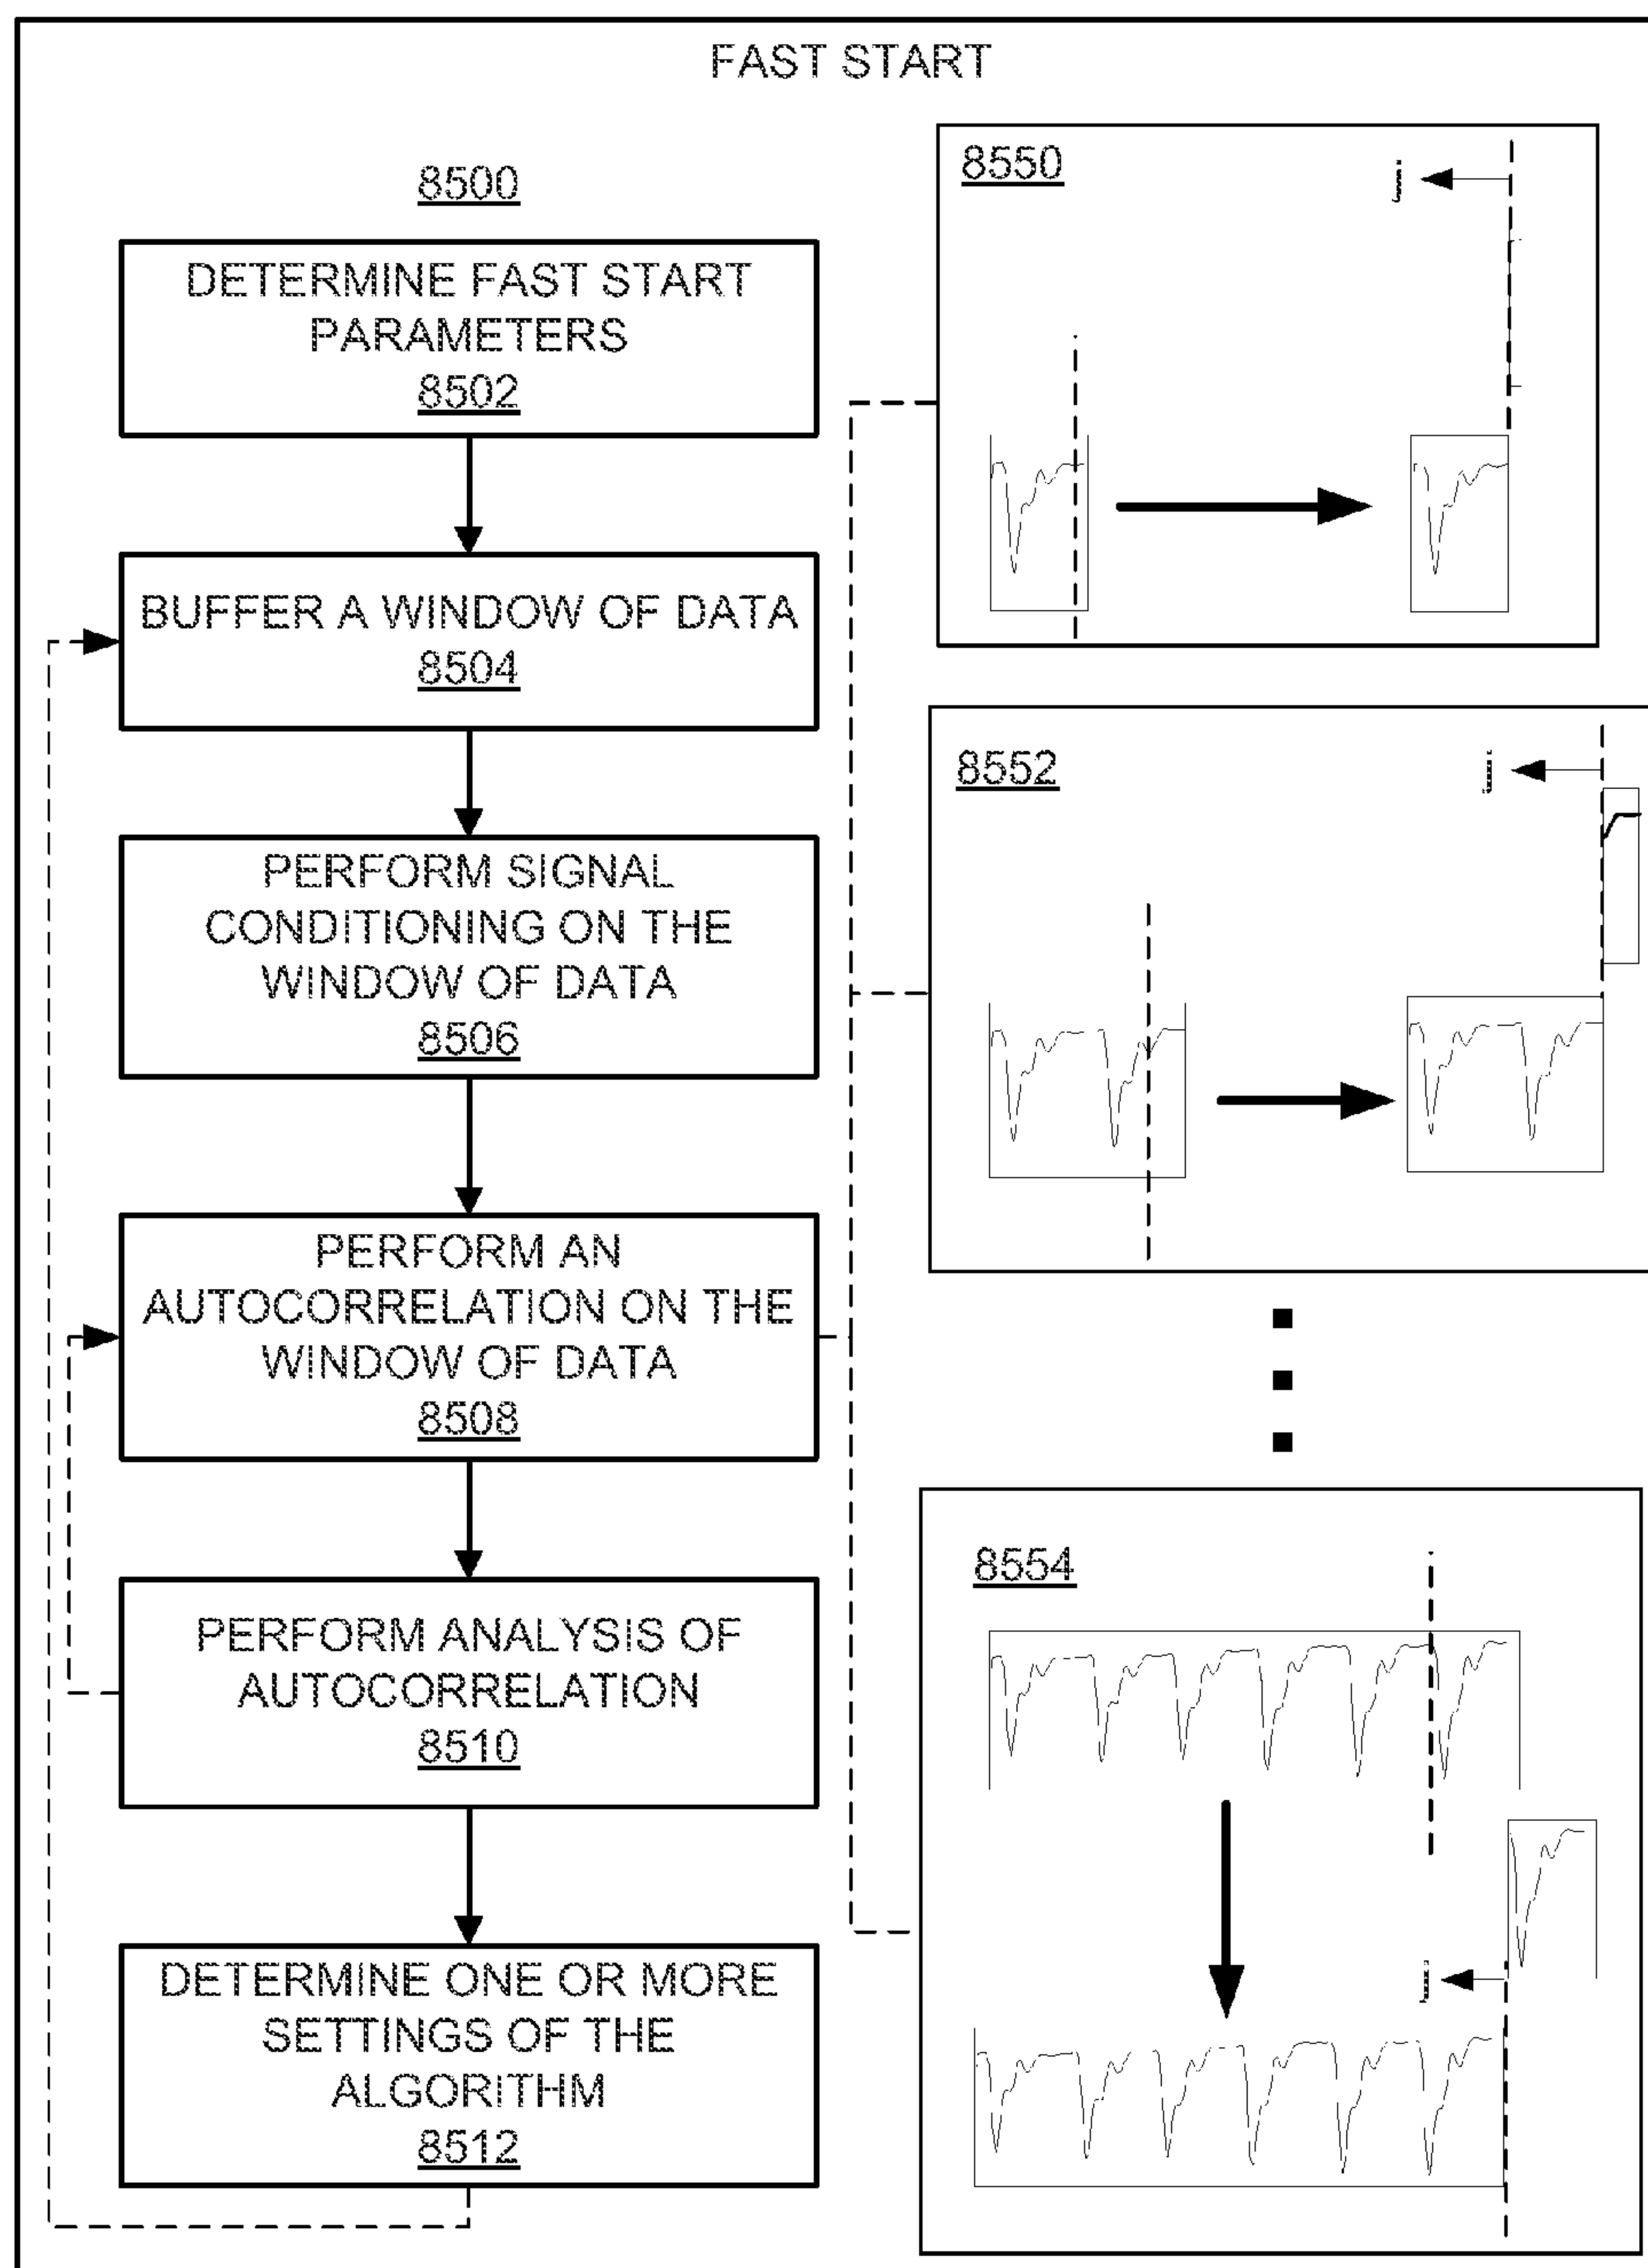 FAST START
8500
DETERMINE FAST START
PARAMETERS
8502
BUFFER A WINDOW OF DATA
8504
PERFORM SIGNAL
CONDITIONING ON THE
WINDOW OF DATA
8506
PERFORM AN
AUTOCORRELATION ON THE
WINDOW OF DATA
8508
PERFORM ANALYSIS OF
AUTOCORRELATION
8510
DETERMINE ONE OR MORE
SETTINGS OF THE
ALGORITHM
8512
8550
j
8552
j
8554
j